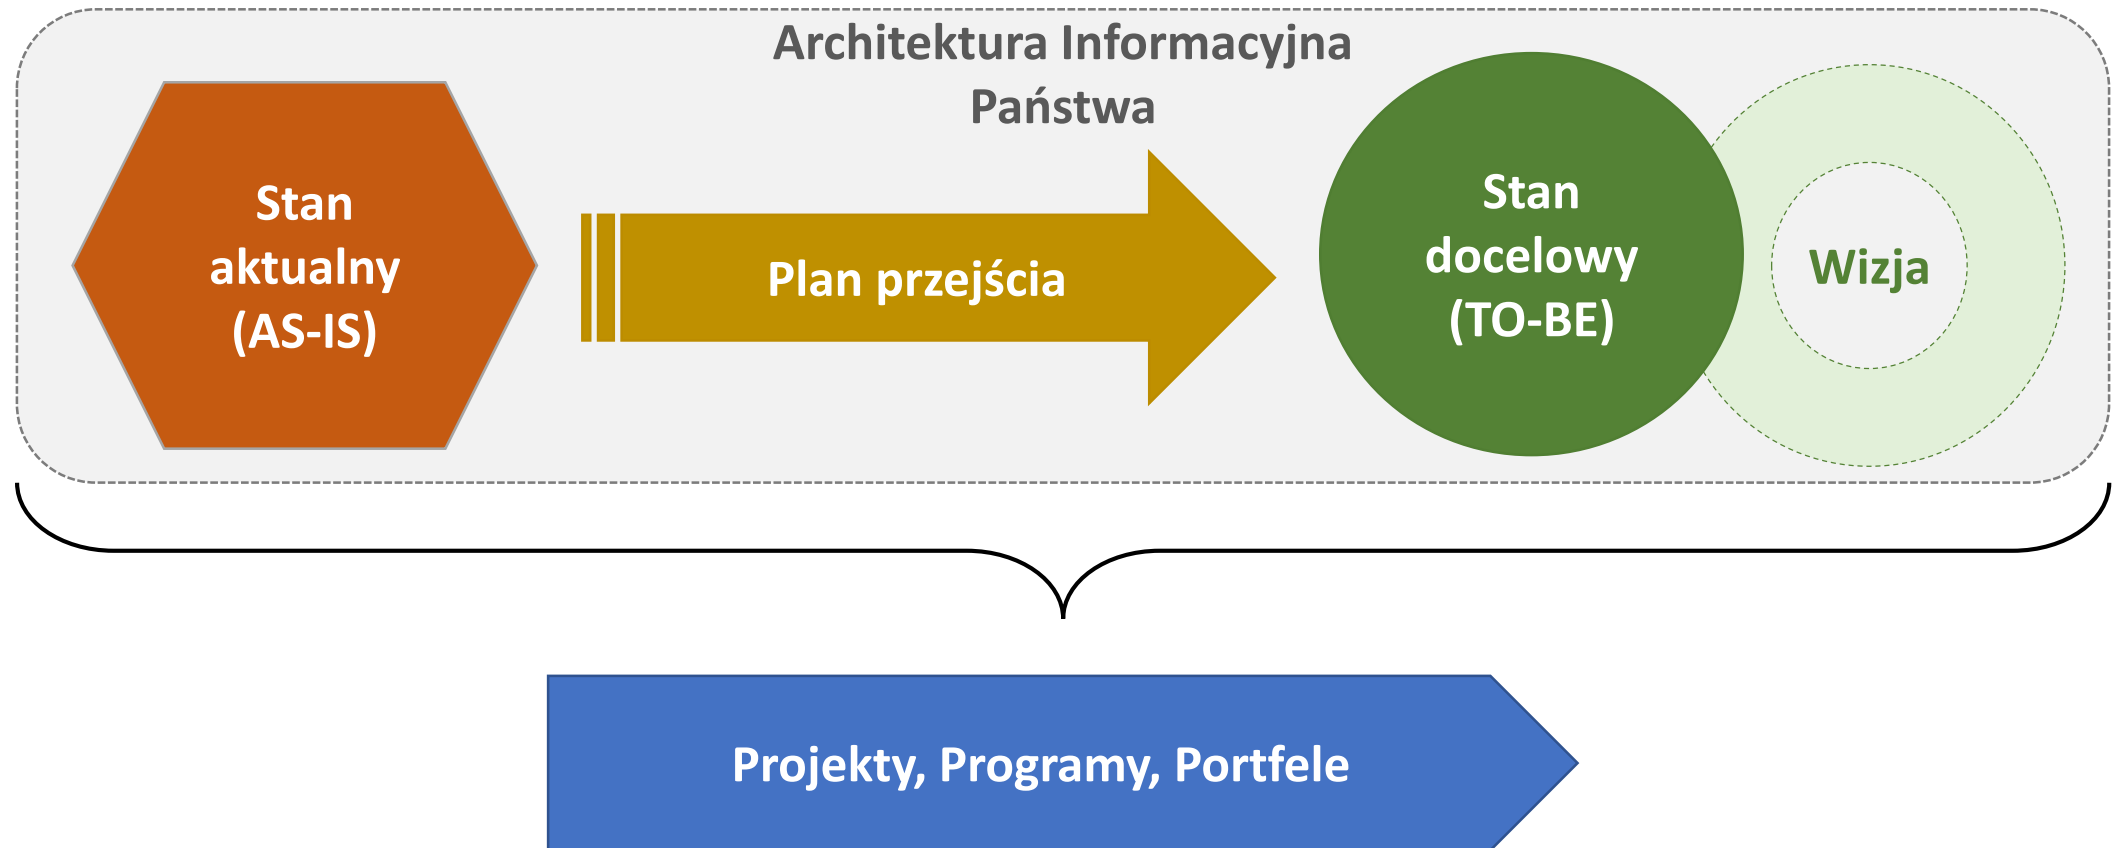 Architektura Informacyjna
Państwa
Stan
aktualny
(AS-IS)
Plan przejścia
Stan
docelowy
(TO-BE)
Wizja
Projekty, Programy, Portfele